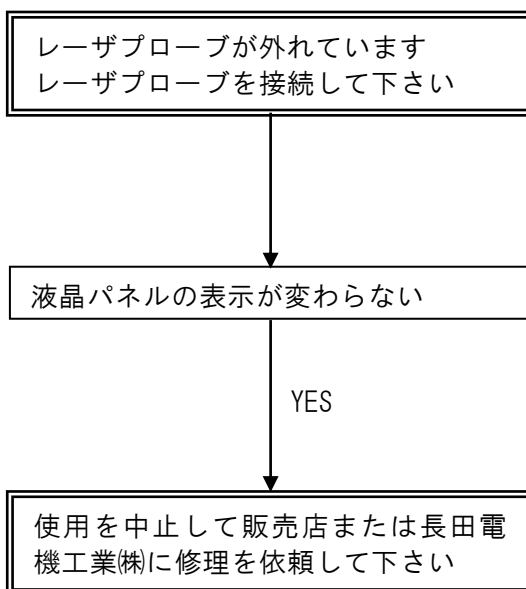 レーザプローブが外れています
レーザプローブを接続して下さい
液晶パネルの表示が変わらない
YES
使用を中止して販売店または長田電
機工業㈱に修理を依頼して下さい